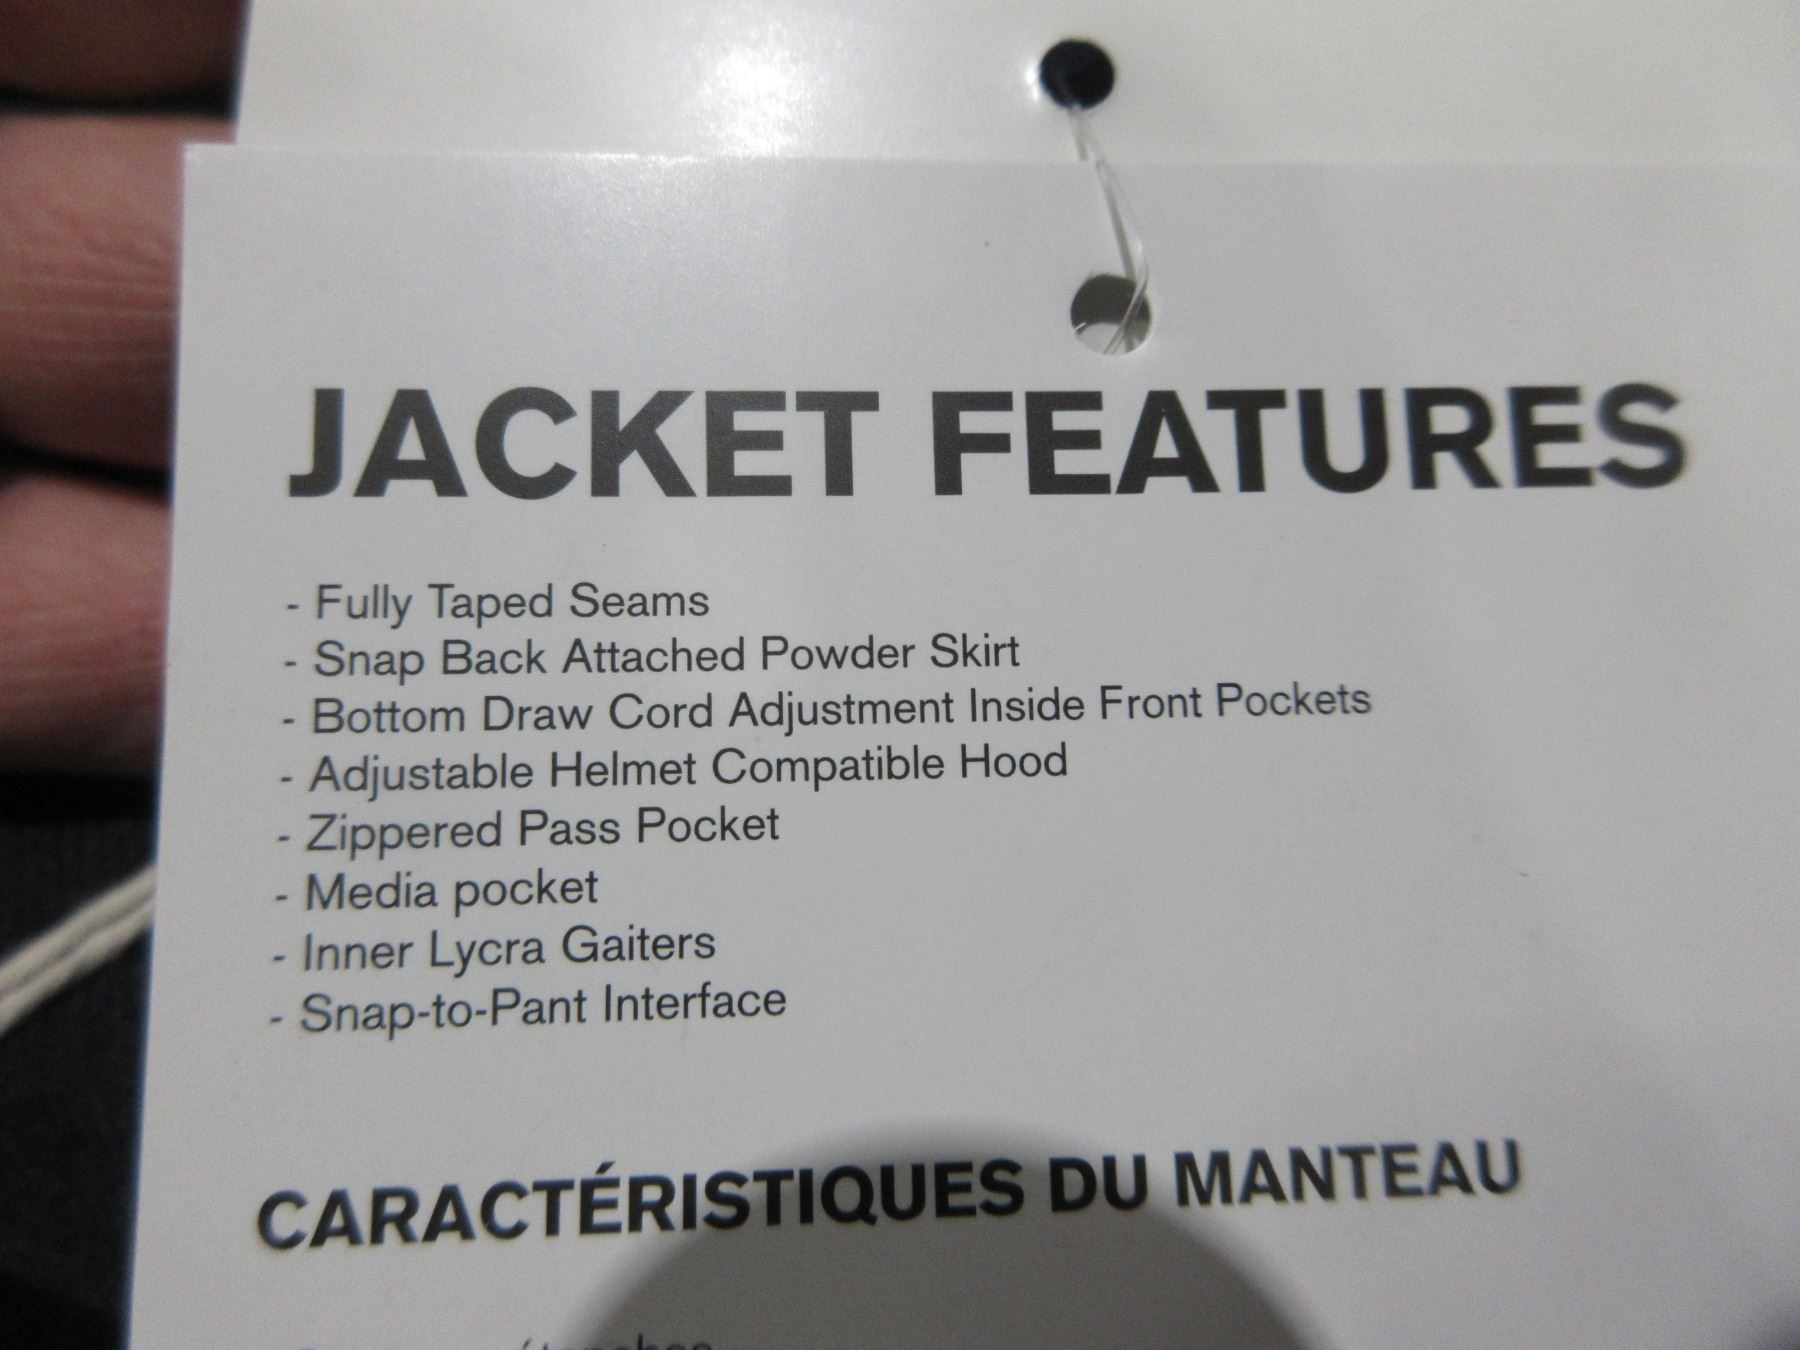 JACKET FEATURES
- Fully Taped Seams
- Snap Back Attached Powder Skirt
- Bottom Draw Cord Adjustment Inside Front Pockets
- Adjustable Helmet Compatible Hood
- Zippered Pass Pocket
- Media pocket
- Inner Lycra Gaiters
- Snap-to-Pant Interface
CARACTÉRISTIQUES DU MANTEAU